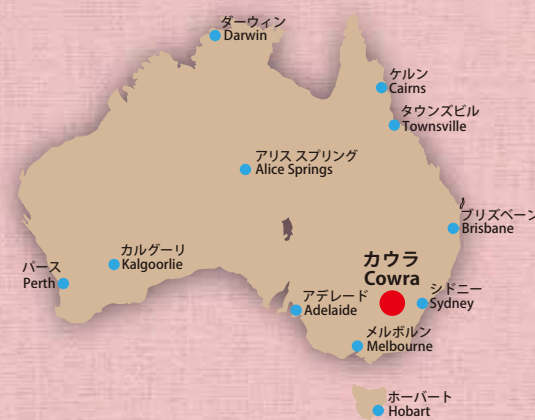 ダーウィン
Darwin
ケルン
Cairns
タウンズビル
Townsville
アリス スプリング
Alice Springs
ブリズベーン
Brisbane
カルグーリ
Kalgoorlie
パース
Perth
カウラ
Cowra
シドニー
Sydney
アデレード
Adelaide
メルボルン
Melbourne
ホーバート
Hobart